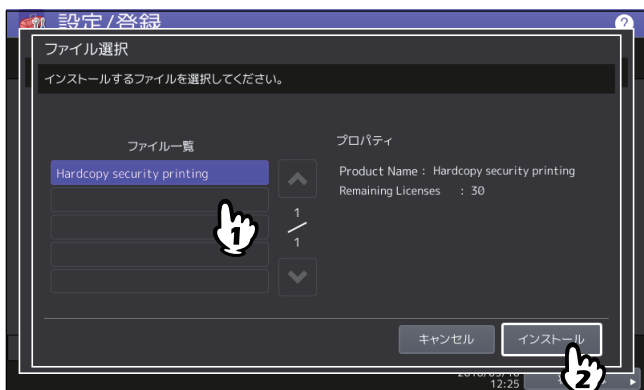 設定/登録
?
ファイル選択
インストールするファイルを選択してください。
ファイル一覧
Hardcopy security printing
1
1
1
プロパティ
Product Name : Hardcopy security printing
Remaining Licenses : 30
キャンセル
インストール
2
12:25